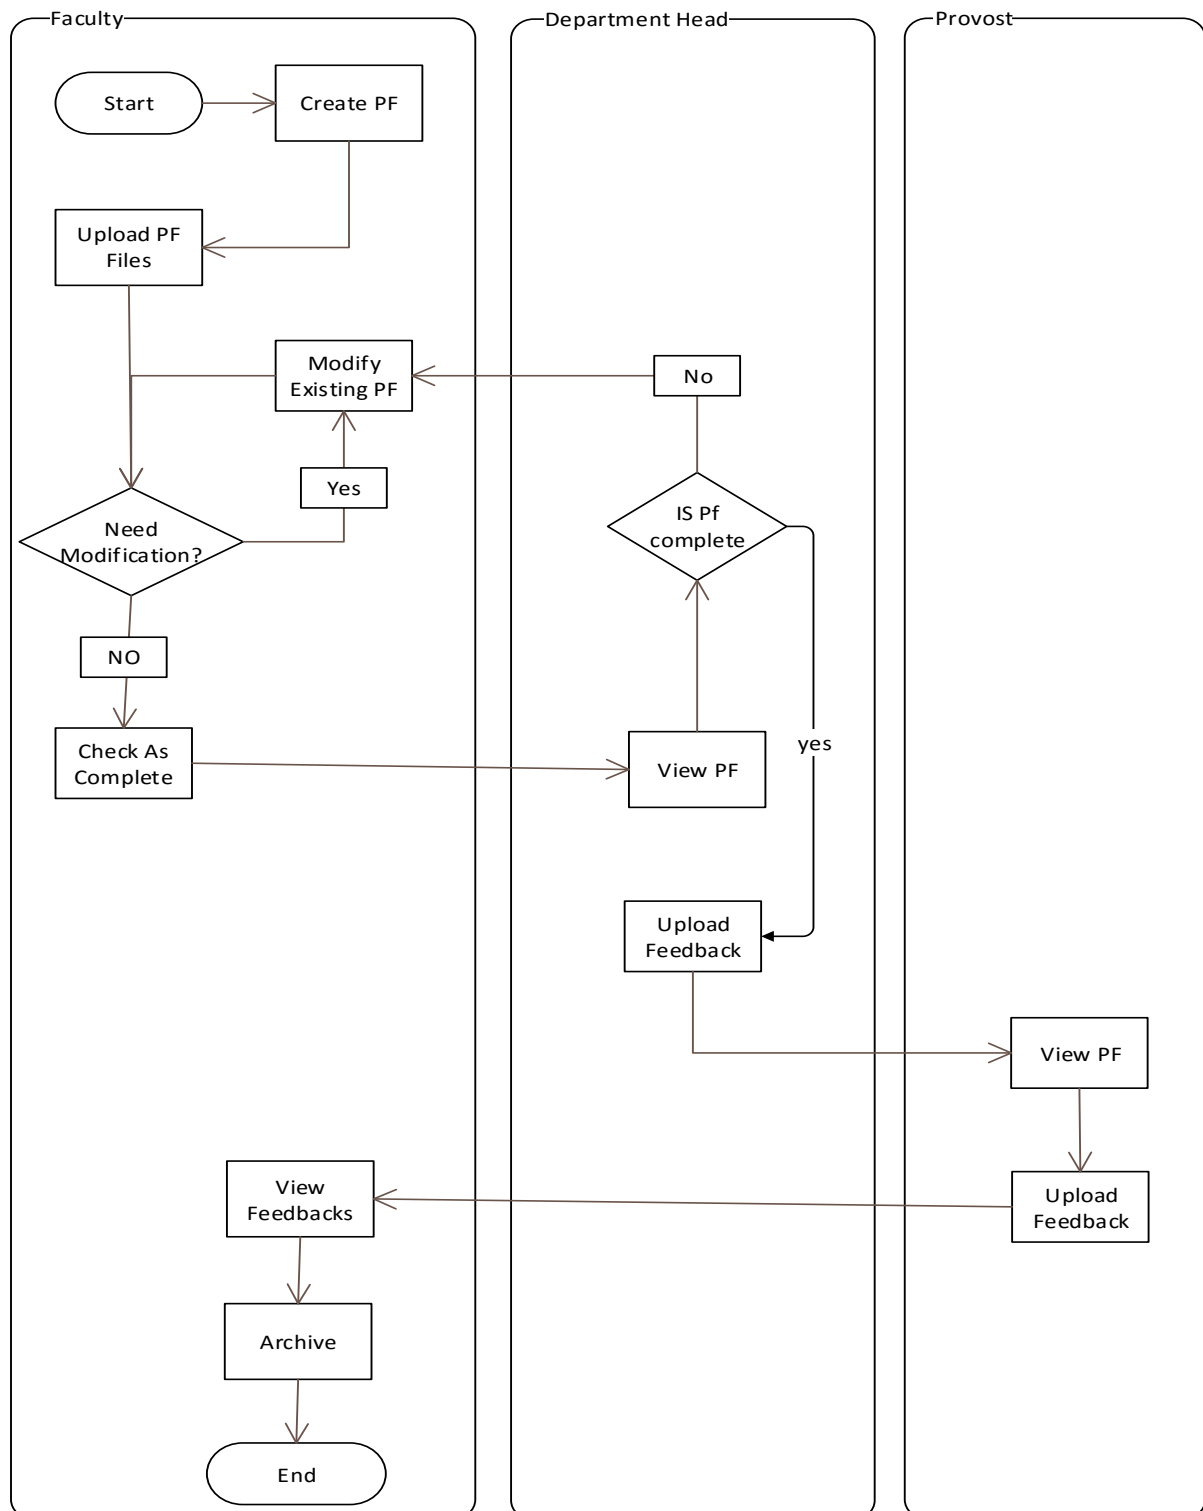 Faculty
Department Head
Provost
Start
Create PF
Upload PF
Files
Modify
Existing PF
No
Yes
Need
Modification?
IS Pf
complete
NO
Check As
Complete
View PF
yes
Upload
Feedback
View PF
View
Feedbacks
Upload
Feedback
Archive
End